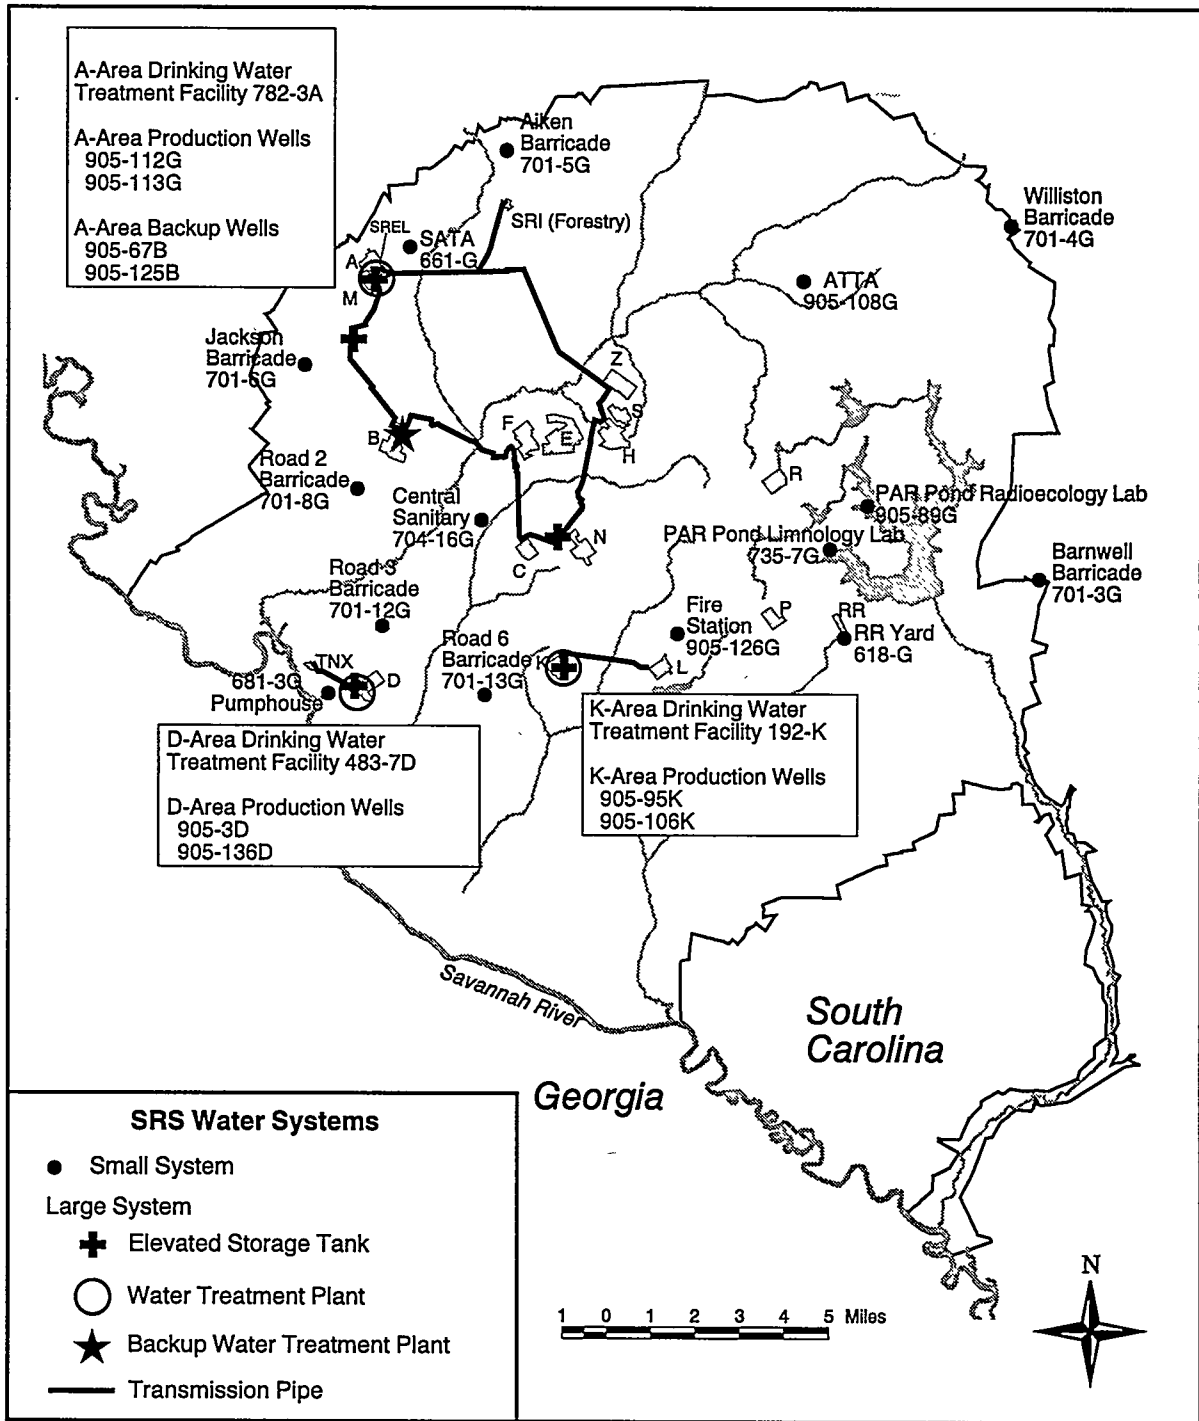 A-Area Drinking Water
Treatment Facility 782-3A
A-Area Production Wells
905-112G
905-113G
A-Area Backup Wells
905-67B
905-125B
Aiken
Barricade
701-5G
SRI (Forestry)
SREL
SATA
661-G
A
M
Williston
Barricade
701-4G
ATTA
905-108G
Jackson
Barricade
701-6G
Z
S
F
E
H
B
R
Road 2
Barricade
701-8G
Central
Sanitary
704-16G
PAR Pond Radioecology Lab
905-89G
PAR Pond Limnology Lab
735-7G
N
C
Barnwell
Barricade
701-3G
Road 3
Barricade
701-12G
Fire
Station
905-126G
P
RR
RR Yard
618-G
Road 6
Barricade
701-13G
K
L
TNX
D
681-3G
Pumphouse
D-Area Drinking Water
Treatment Facility 483-7D
D-Area Production Wells
905-3D
905-136D
K-Area Drinking Water
Treatment Facility 192-K
K-Area Production Wells
905-95K
905-106K
Savannah River
South
Carolina
Georgia
SRS Water Systems
Small System
Large System
Elevated Storage Tank
Water Treatment Plant
Backup Water Treatment Plant
Transmission Pipe
1 0 1 2 3 4 5 Miles
N